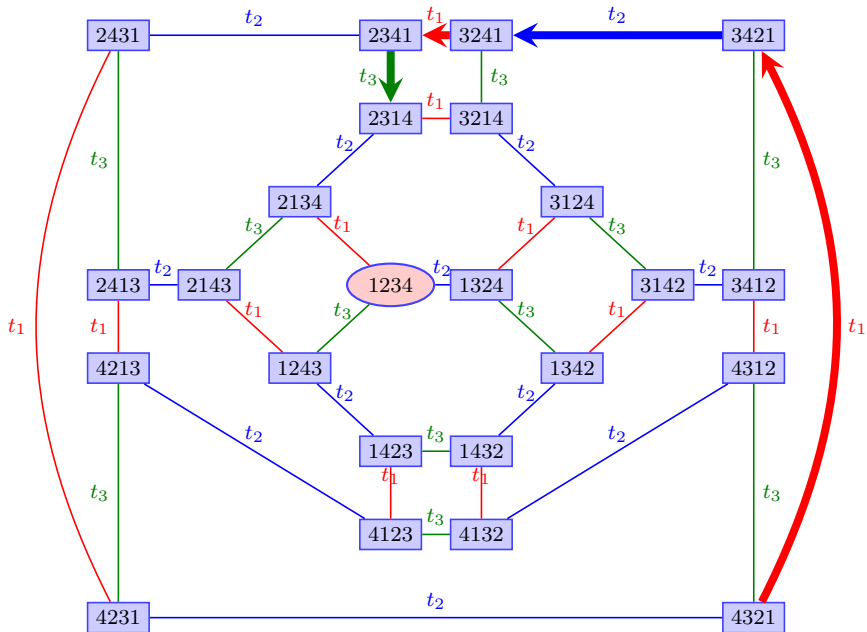 t₂ t₁ t₂
2431 2341 3241 3421
t₃ t₃
t₁
2314 3214
t₂ t₂
t₃ t₃
2134 3124
t₃ t₁ t₁ t₃
t₂ t₂ t₂
2413 2143 1234 1324 3142 3412
t₁ t₁ t₁ t₃ t₃ t₁ t₁ t₁
4213 1243 1342 4312
t₂ t₂
t₂ t₃ t₂
1423 1432
t₁ t₁
t₃ t₃
t₃
4123 4132
t₂
4231 4321